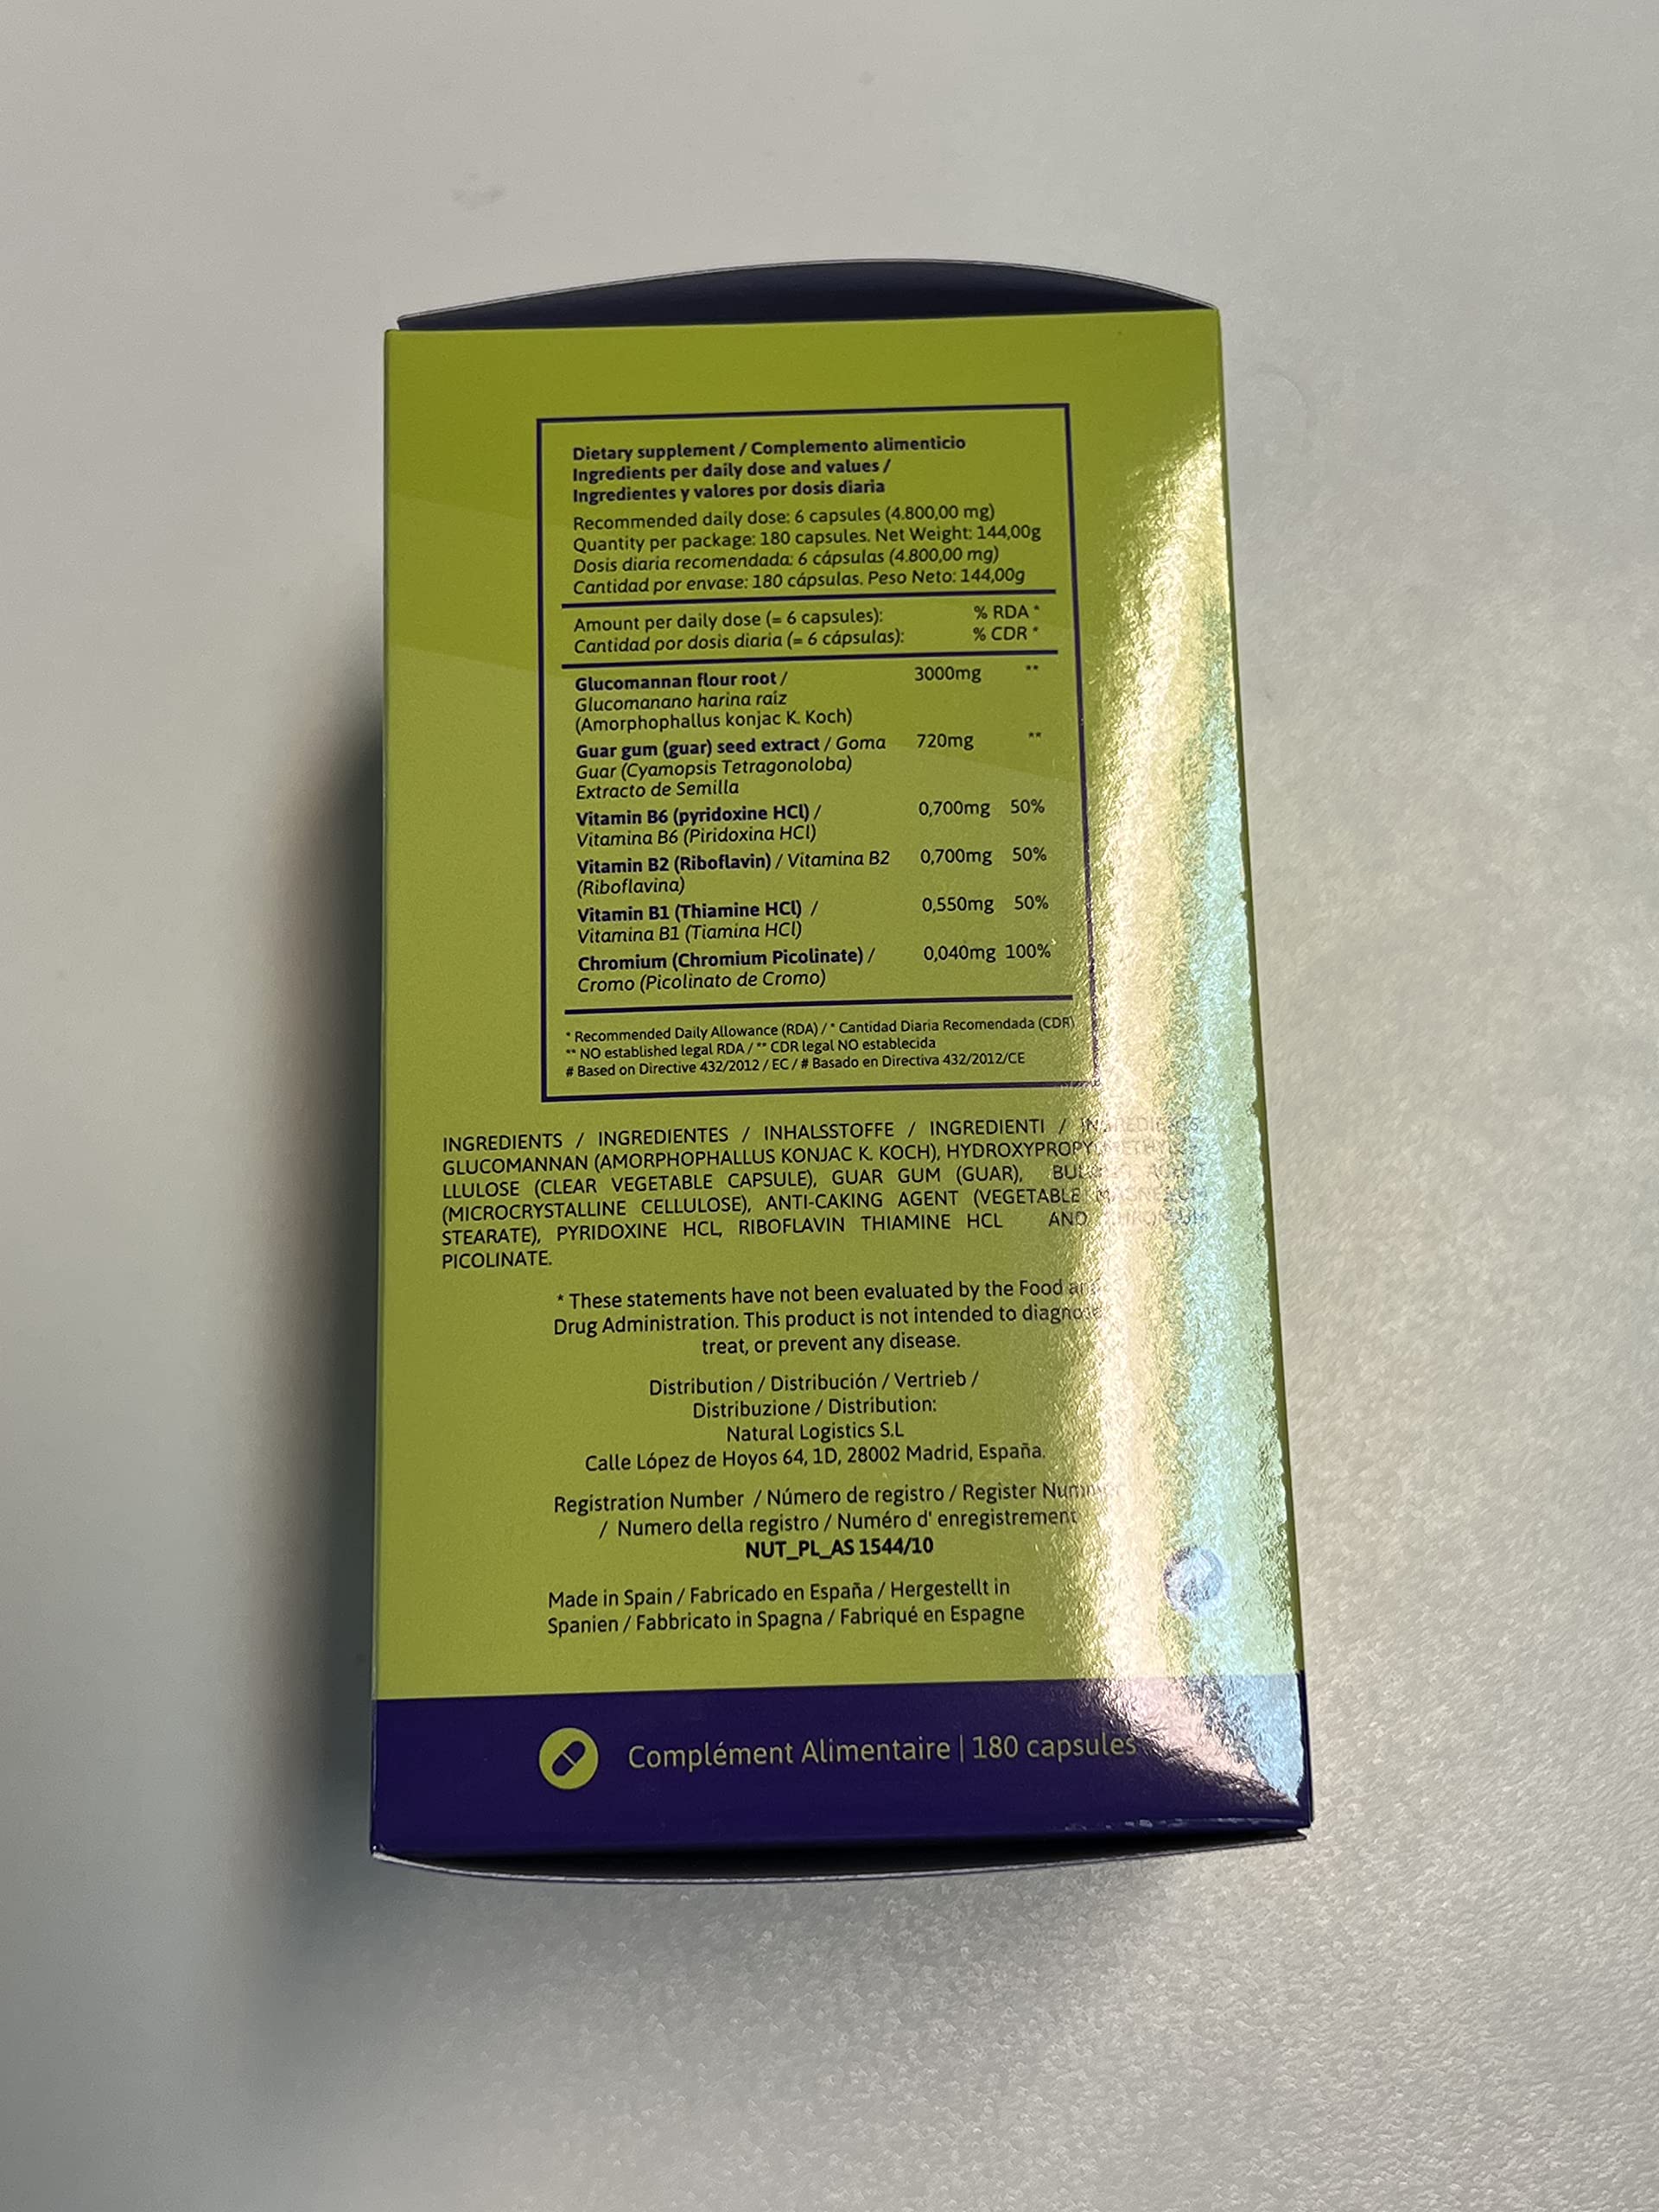 Dietary supplement / Complemento alimenticio
Ingredients per daily dose and values /
Ingredientes y valores por dosis diaria
Recommended daily dose: 6 capsules (4.800,00 mg)
Quantity per package: 180 capsules. Net Weight: 144,00g
Dosis diaria recomendada: 6 cápsulas (4.800,00 mg)
Cantidad por envase: 180 cápsulas. Peso Neto: 144,00g
Amount per daily dose (= 6 capsules): % RDA *
Cantidad por dosis diaria (= 6 cápsulas): % CDR *
Glucomannan flour root / 3000mg **
Glucomanano harina raíz
(Amorphophallus konjac K. Koch)
Guar gum (guar) seed extract / Goma 720mg **
Guar (Cyamopsis Tetragonoloba)
Extracto de Semilla
Vitamin B6 (pyridoxine HCl) / 0,700mg 50%
Vitamina B6 (Piridoxina HCl)
Vitamin B2 (Riboflavin) / Vitamina B2 0,700mg 50%
(Riboflavina)
Vitamin B1 (Thiamine HCl) / 0,550mg 50%
Vitamina B1 (Tiamina HCl)
Chromium (Chromium Picolinate) / 0,040mg 100%
Cromo (Picolinato de Cromo)
* Recommended Daily Allowance (RDA) / * Cantidad Diaria Recomendada (CDR)
** NO established legal RDA / ** CDR legal NO establecida
# Based on Directive 432/2012 / EC / # Basado en Directiva 432/2012/CE
INGREDIENTS / INGREDIENTES / INHALSSTOFFE / INGREDIENTI /
GLUCOMANNAN (AMORPHOPHALLUS KONJAC K. KOCH),
LLULOSE (CLEAR VEGETABLE CAPSULE), GUAR GUM (GUAR), AGENT
(MICROCRYSTALLINE CELLULOSE), ANTI-CAKING AGENT (VEGETABLE MAGNESIUM
STEARATE), PYRIDOXINE HCL, RIBOFLAVIN THIAMINE HCL AND CHROMIUM
PICOLINATE.
* These statements have not been evaluated by the Food and
Drug Administration. This product is not intended to diagnose,
treat, or prevent any disease.
Distribution / Distribución / Vertrieb /
Distribuzione / Distribution:
Natural Logistics S.L
Calle López de Hoyos 64, 1D, 28002 Madrid, España.
Registration Number / Número de registro / Register Nummer
/ Numero della registro / Numéro d' enregistrement
NUT_PL_AS 1544/10
Made in Spain / Fabricado en España / Hergestellt in
Spanien / Fabbricato in Spagna / Fabriqué en Espagne
Complément Alimentaire | 180 capsules